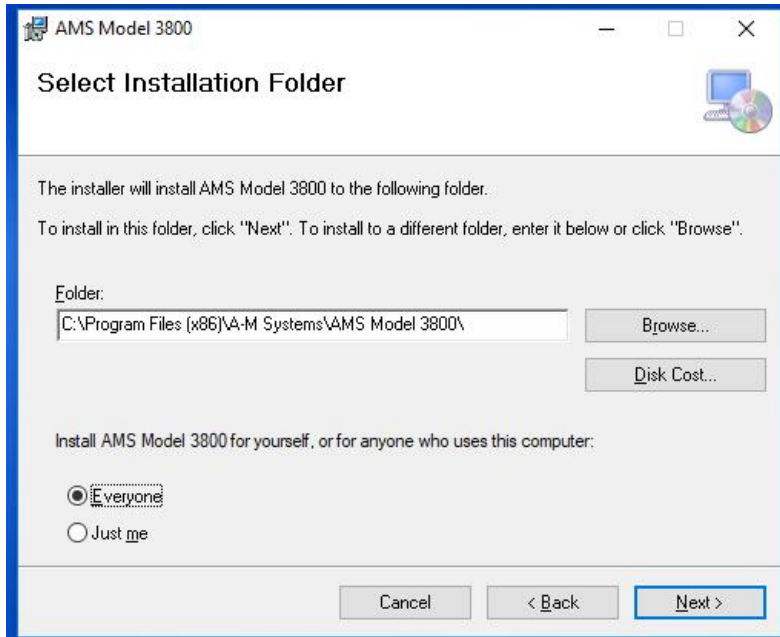 AMS Model 3800
Select Installation Folder
The installer will install AMS Model 3800 to the following folder.
To install in this folder, click "Next". To install to a different folder, enter it below or click "Browse".
Folder:
C:\Program Files (x86)\A-M Systems\AMS Model 3800\
Browse...
Disk Cost...
Install AMS Model 3800 for yourself, or for anyone who uses this computer:
Everyone
Just me
Cancel
< Back
Next >